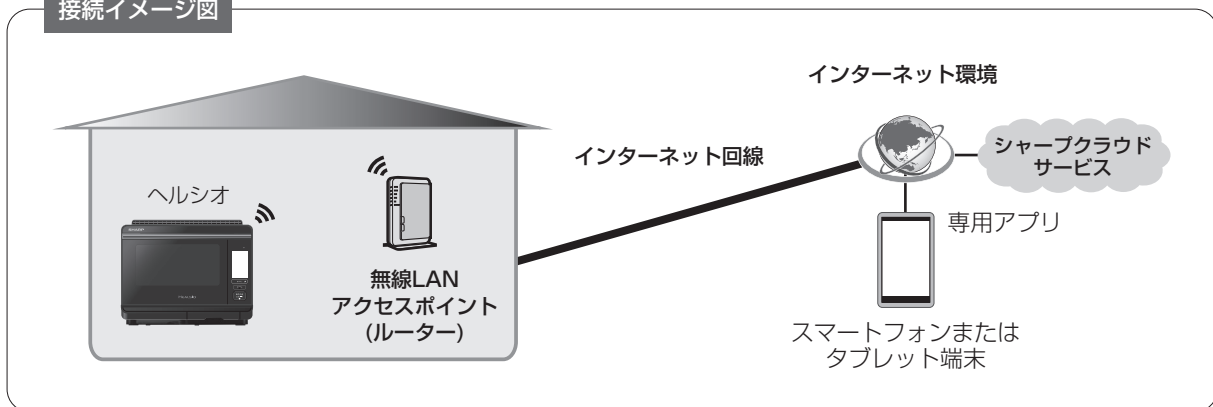 接続イメージ図
インターネット環境
インターネット回線
シャープクラウド
サービス
ヘルシオ
専用アプリ
無線LAN
アクセスポイント
(ルーター)
スマートフォンまたは
タブレット端末
SHARP